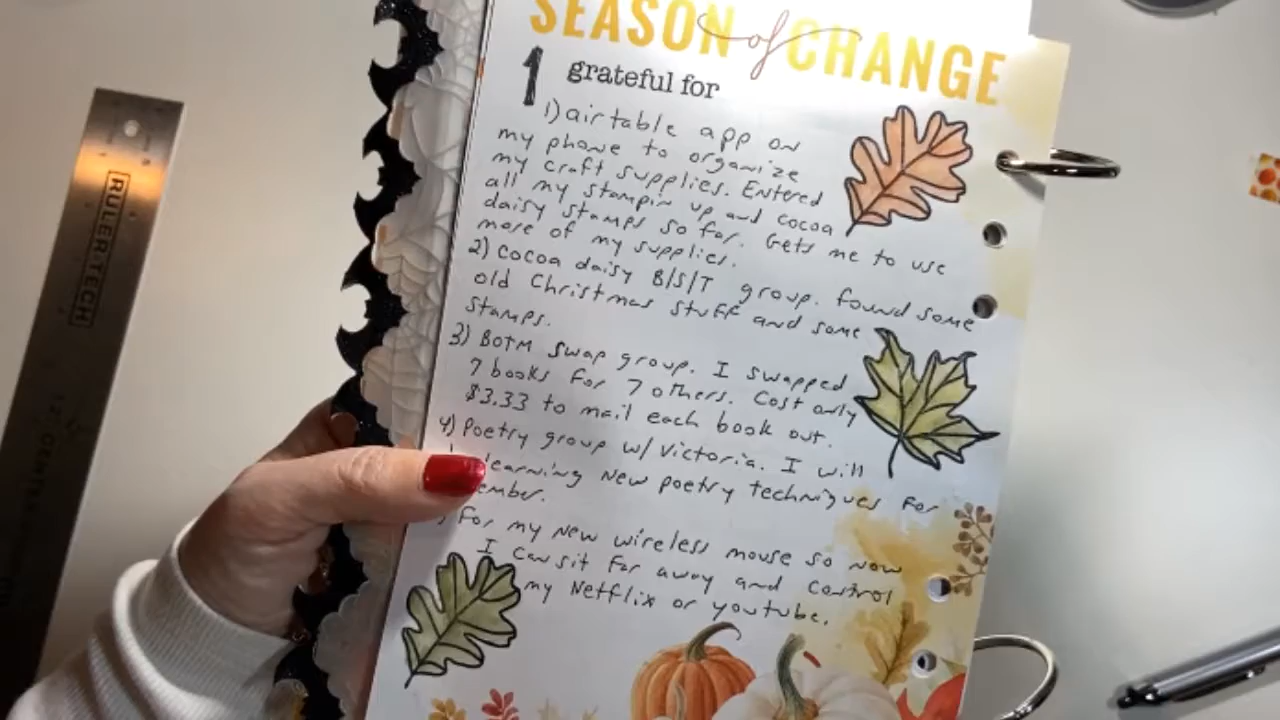 SEASON of CHANGE
1 grateful for
1) airtable app on
my phone to organize
my craft supplies. Entered
all my stampin up and cocoa
daisy stamps so far. Gets me to use
more of my supplies.
2) Cocoa daisy B/S/T group. found some
old Christmas stuff and some
stamps.
3) BOTM swap group. I swapped
7 books for 7 others. Cost only
$3.33 to mail each book out.
4) Poetry group w/ Victoria. I will
learning new poetry techniques for
ember.
For my new wireless mouse so now
I can sit far away and control
my Netflix or youtube.
RULER-TECH
12" CENTER